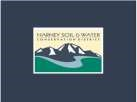 HARNEY SOIL & WATER
CONSERVATION DISTRICT